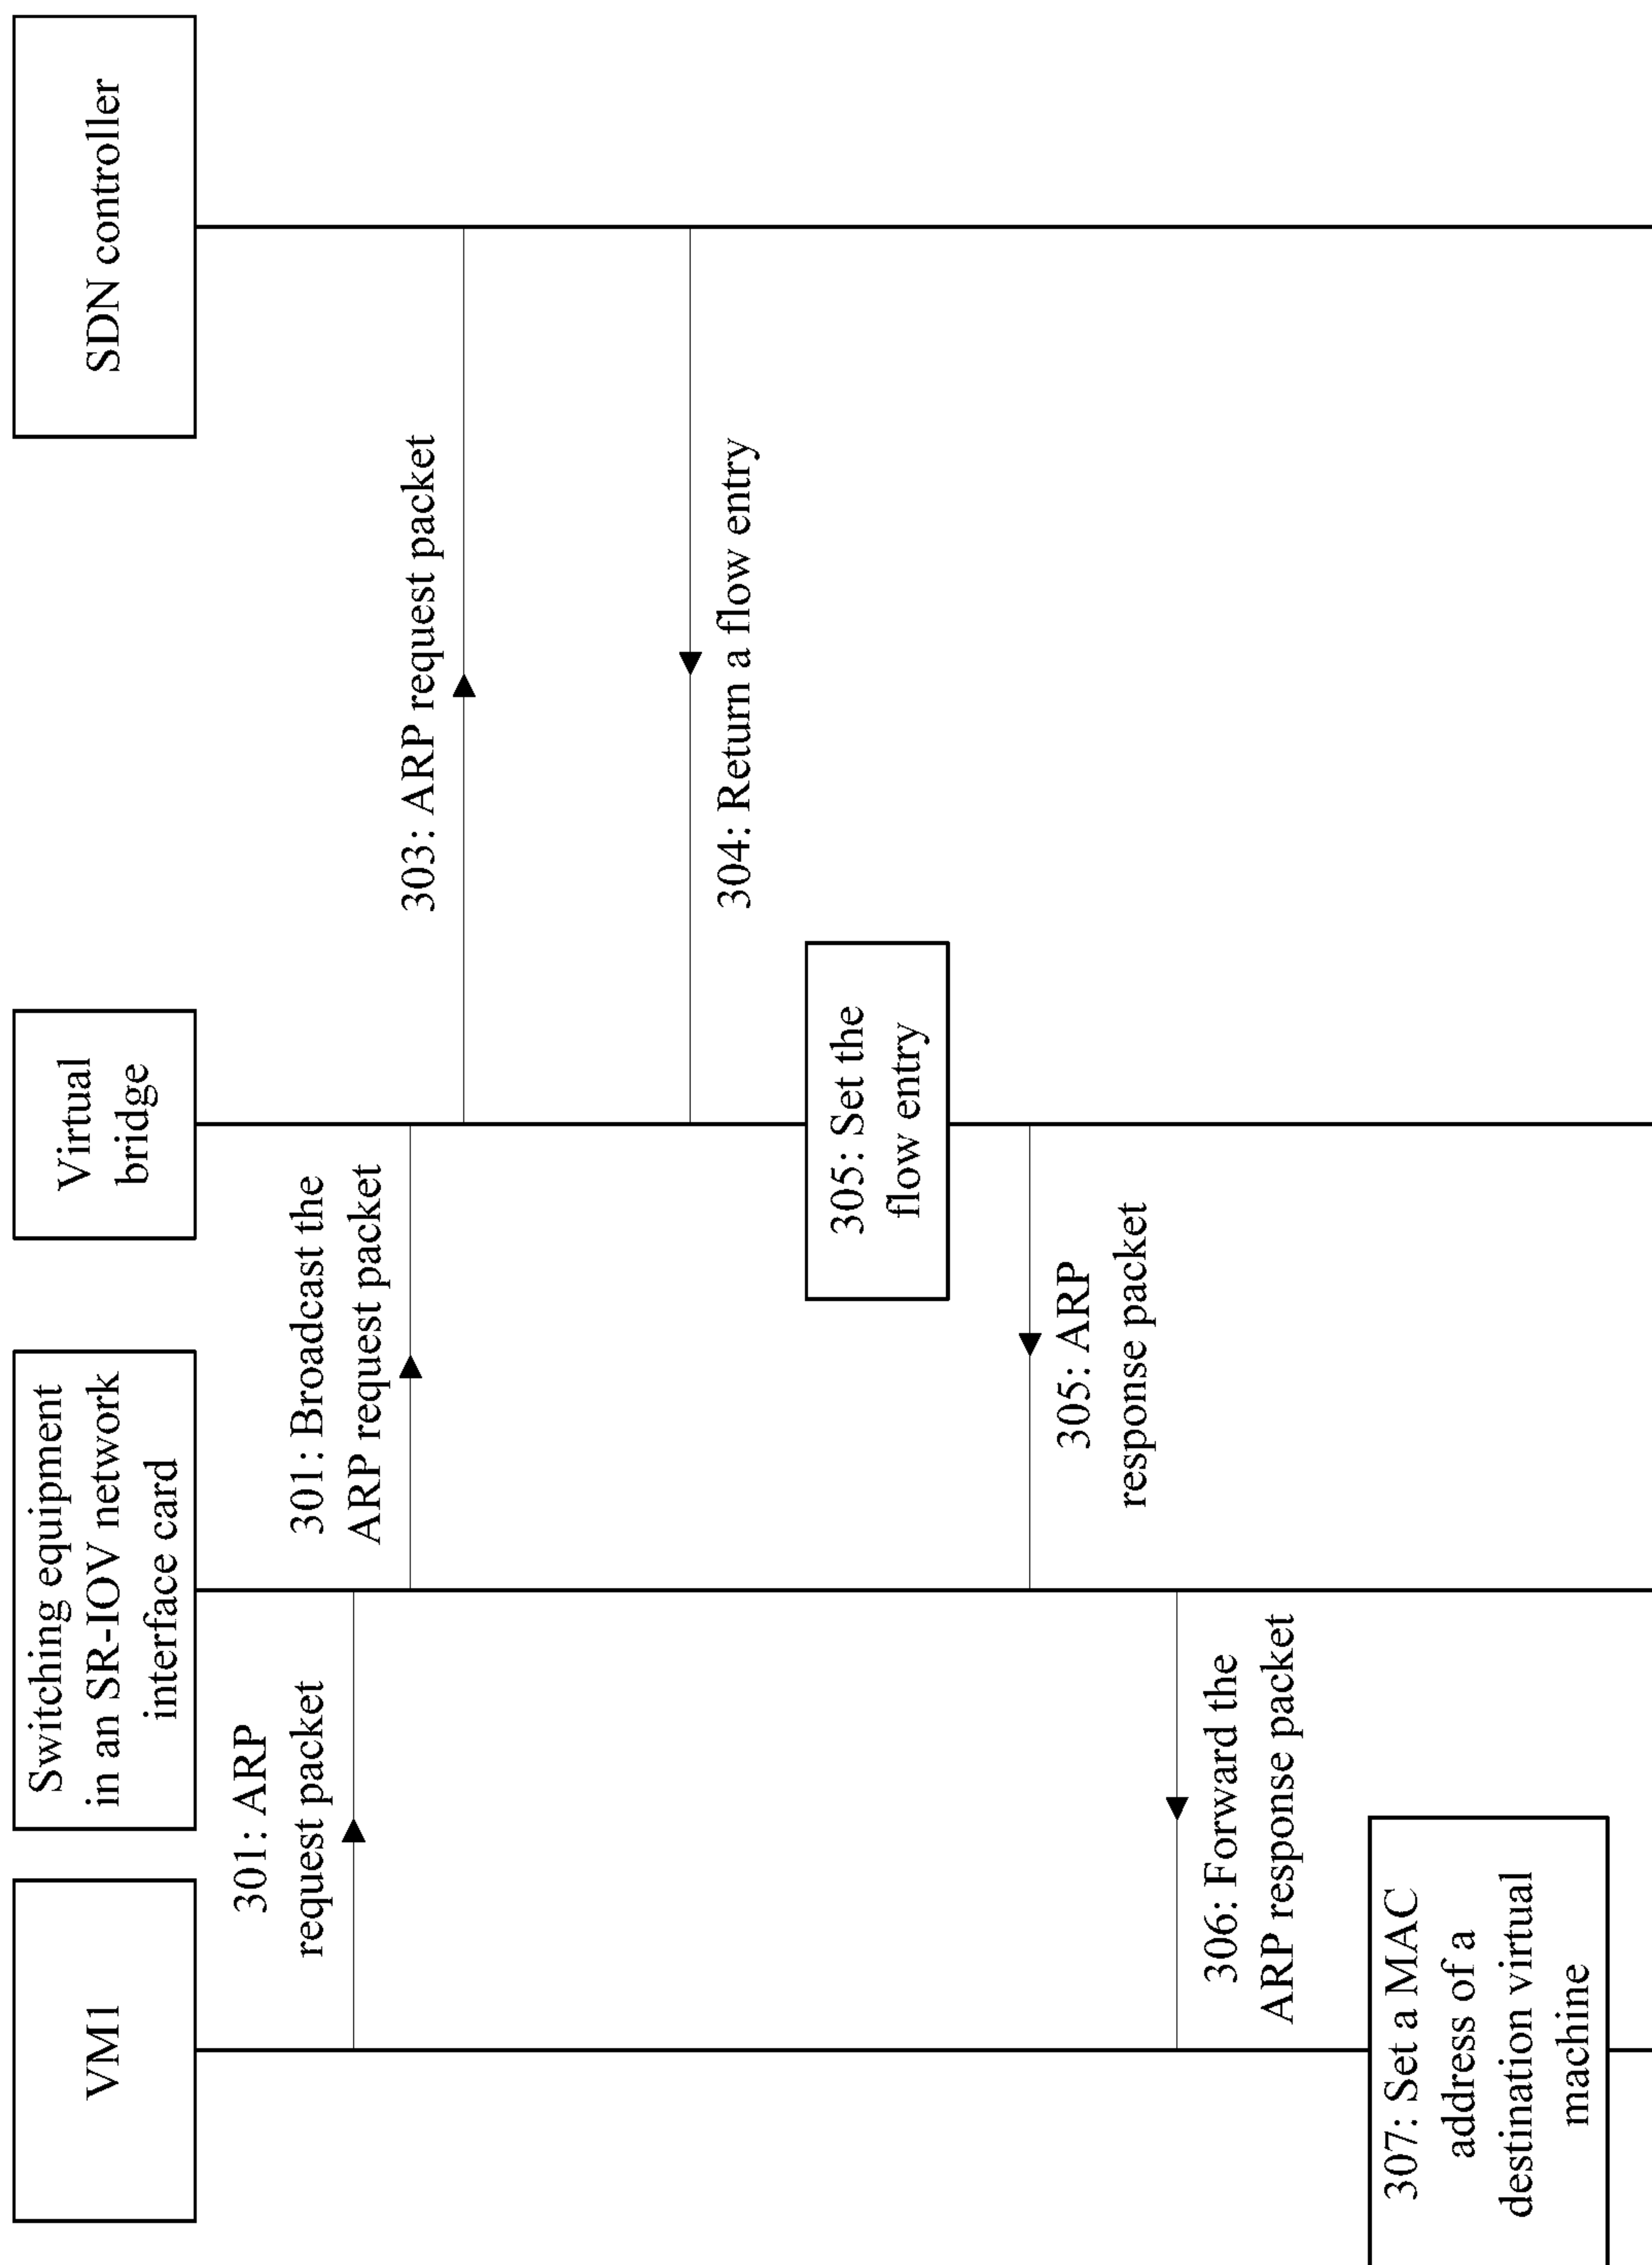 VM1
Switching equipment
in an SR-IOV network
interface card
Virtual
bridge
SDN controller
301: ARP
request packet
301: Broadcast the
ARP request packet
303: ARP request packet
304: Return a flow entry
305: Set the
flow entry
305: ARP
response packet
306: Forward the
ARP response packet
307: Set a MAC
address of a
destination virtual
machine